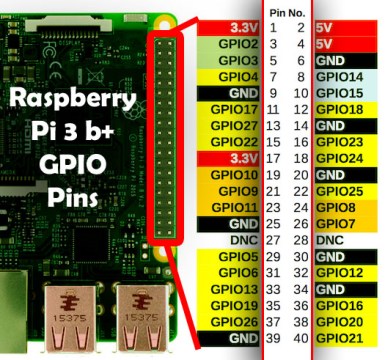 Raspberry
Pi 3 b+
GPIO
Pins
Pin No.
3.3V 1 2 5V
GPIO2 3 4 5V
GPIO3 5 6 GND
GPIO4 7 8 GPIO14
GND 9 10 GPIO15
GPIO17 11 12 GPIO18
GPIO27 13 14 GND
GPIO22 15 16 GPIO23
3.3V 17 18 GPIO24
GPIO10 19 20 GND
GPIO9 21 22 GPIO25
GPIO11 23 24 GPIO8
GND 25 26 GPIO7
DNC 27 28 DNC
GPIO5 29 30 GND
GPIO6 31 32 GPIO12
GPIO13 33 34 GND
GPIO19 35 36 GPIO16
GPIO26 37 38 GPIO20
GND 39 40 GPIO21
15375 15375